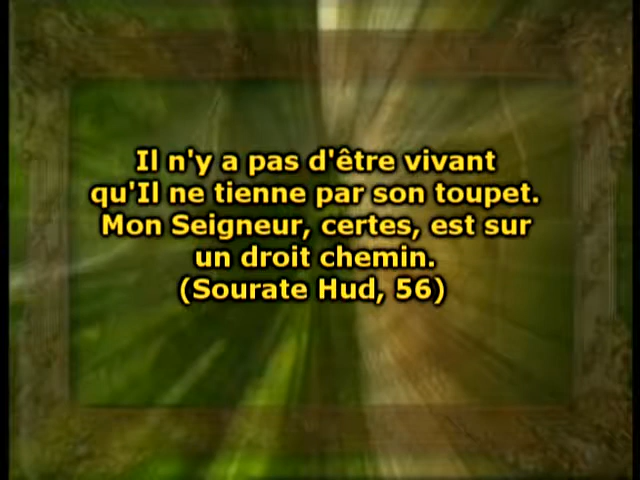 Il n'y a pas d'être vivant
qu'Il ne tienne par son toupet.
Mon Seigneur, certes, est sur
un droit chemin.
(Sourate Hud, 56)